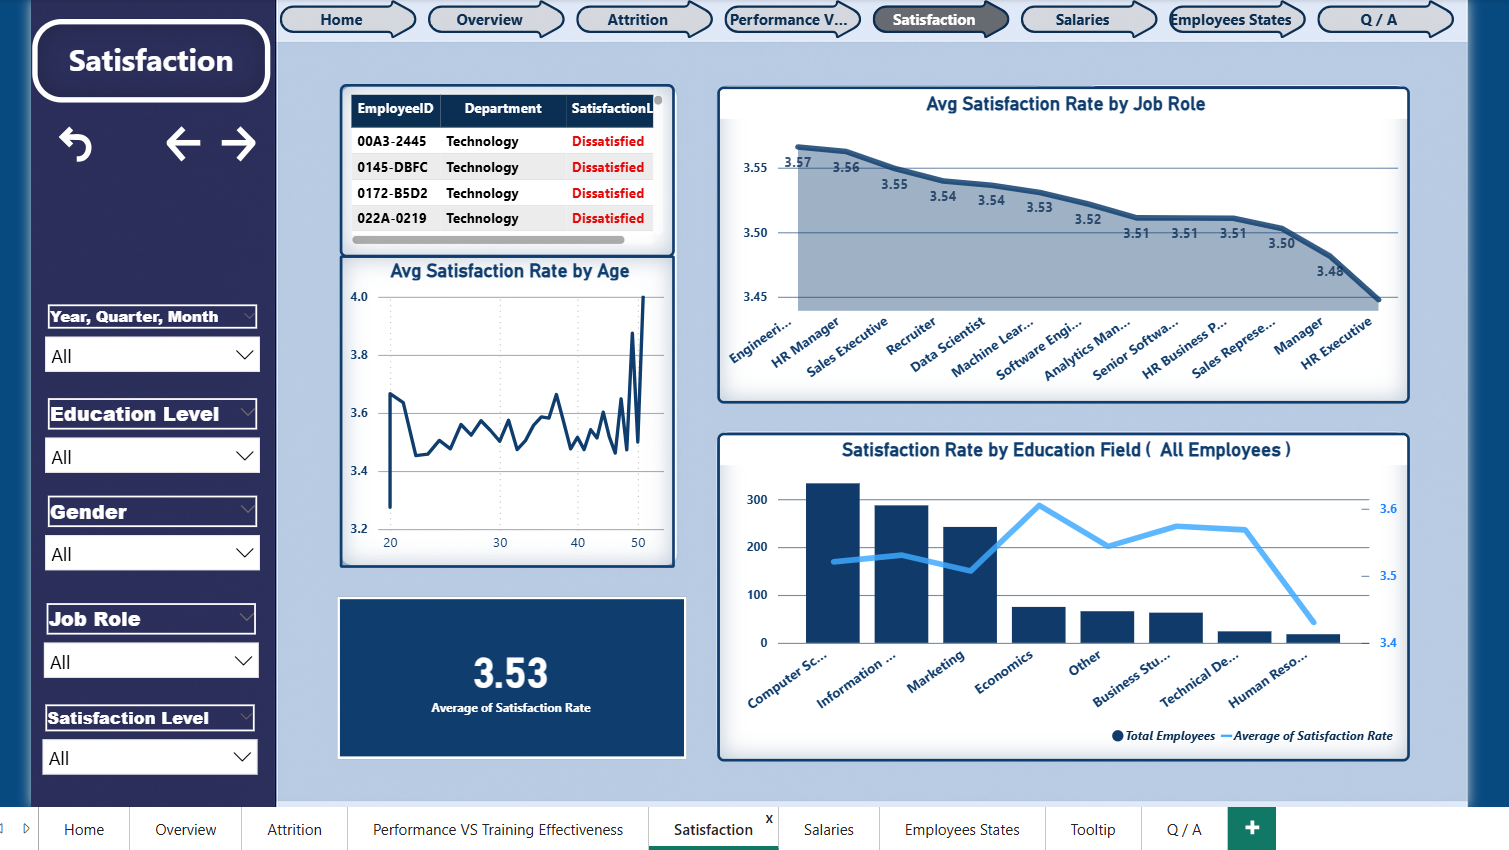 Satisfaction
Home
Overview
Attrition
Performance V...
Satisfaction
Salaries
Employees States
Q / A
EmployeeID Department SatisfactionL
00A3-2445 Technology Dissatisfied
0145-DBFC Technology Dissatisfied
0172-B5D2 Technology Dissatisfied
022A-0219 Technology Dissatisfied
Avg Satisfaction Rate by Age
4.0
3.8
3.6
3.4
3.2
20 30 40 50
3.53
Average of Satisfaction Rate
Avg Satisfaction Rate by Job Role
3.55
3.50
3.45
3.57 3.56 3.55 3.54 3.54 3.53 3.52 3.51 3.51 3.51 3.50 3.48
Engineeri...
HR Manager
Sales Executive
Recruiter
Data Scientist
Machine Lear...
Software Engi...
Analytics Man...
Senior Softwa...
HR Business P...
Sales Represe...
Manager
HR Executive
Satisfaction Rate by Education Field ( All Employees )
300
200
100
0
3.6
3.5
3.4
Computer Sc...
Information ...
Marketing
Economics
Other
Business Stu...
Technical De...
Human Reso...
Total Employees Average of Satisfaction Rate
Year, Quarter, Month
All
Education Level
All
Gender
All
Job Role
All
Satisfaction Level
All
Home
Overview
Attrition
Performance VS Training Effectiveness
Satisfaction
x
Salaries
Employees States
Tooltip
Q / A
+